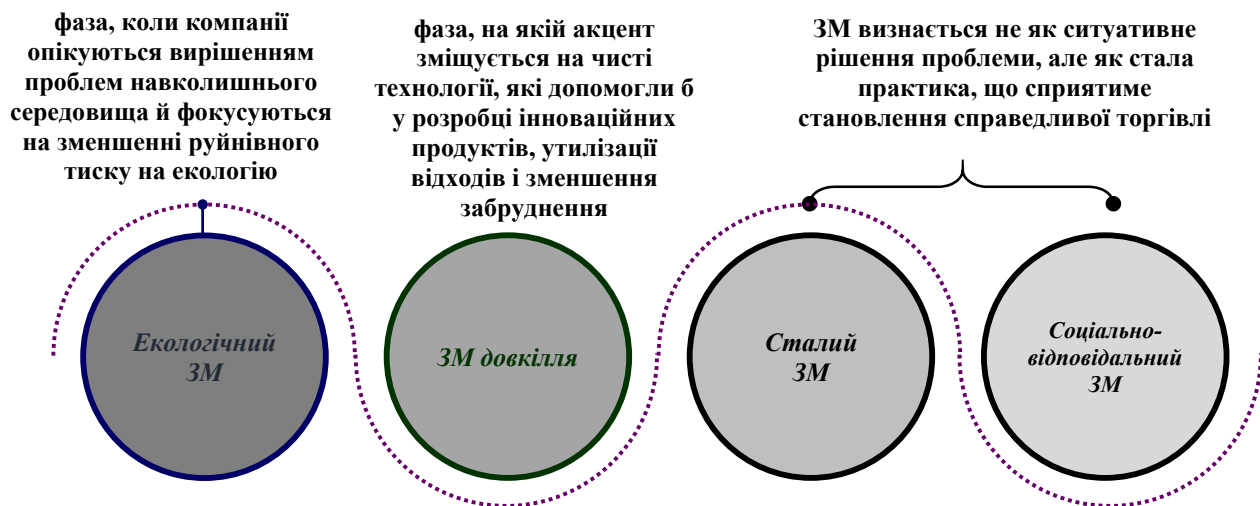 фаза, коли компанії
опікуються вирішенням
проблем навколишнього
середовища й фокусуються
на зменшенні руйнівного
тиску на екологію
фаза, на якій акцент
зміщується на чисті
технології, які допомогли б
у розробці інноваційних
продуктів, утилізації
відходів і зменшення
забруднення
ЗМ визнається не як ситуативне
рішення проблеми, але як стала
практика, що сприятиме
становлення справедливої торгівлі
Екологічний
ЗМ
ЗМ довкілля
Сталий
ЗМ
Соціально-
відповідальний
ЗМ